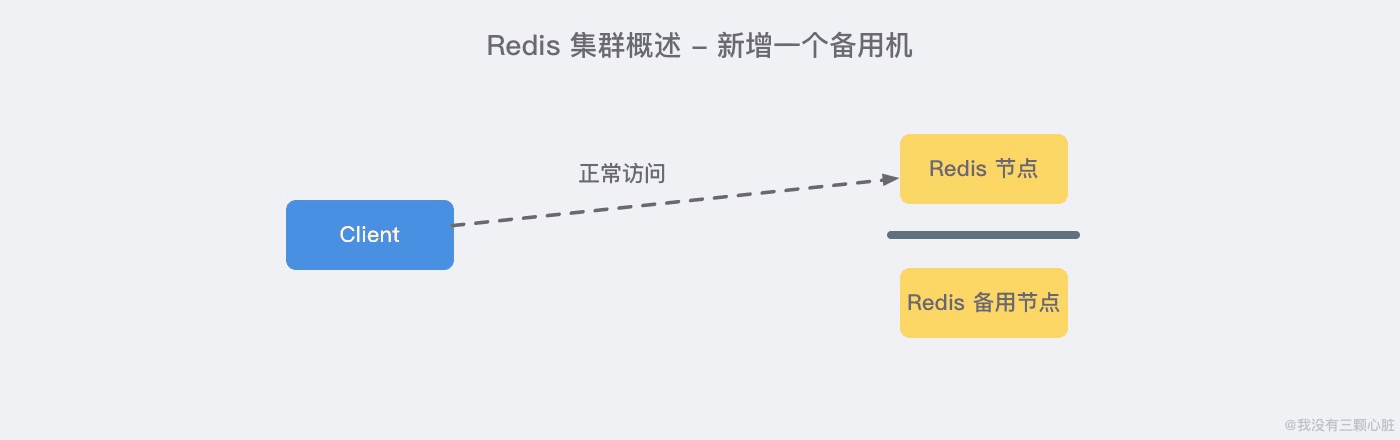 Redis 集群概述 – 新增一个备用机
正常访问
Redis 节点
Client
Redis 备用节点
@我没有三颗心脏